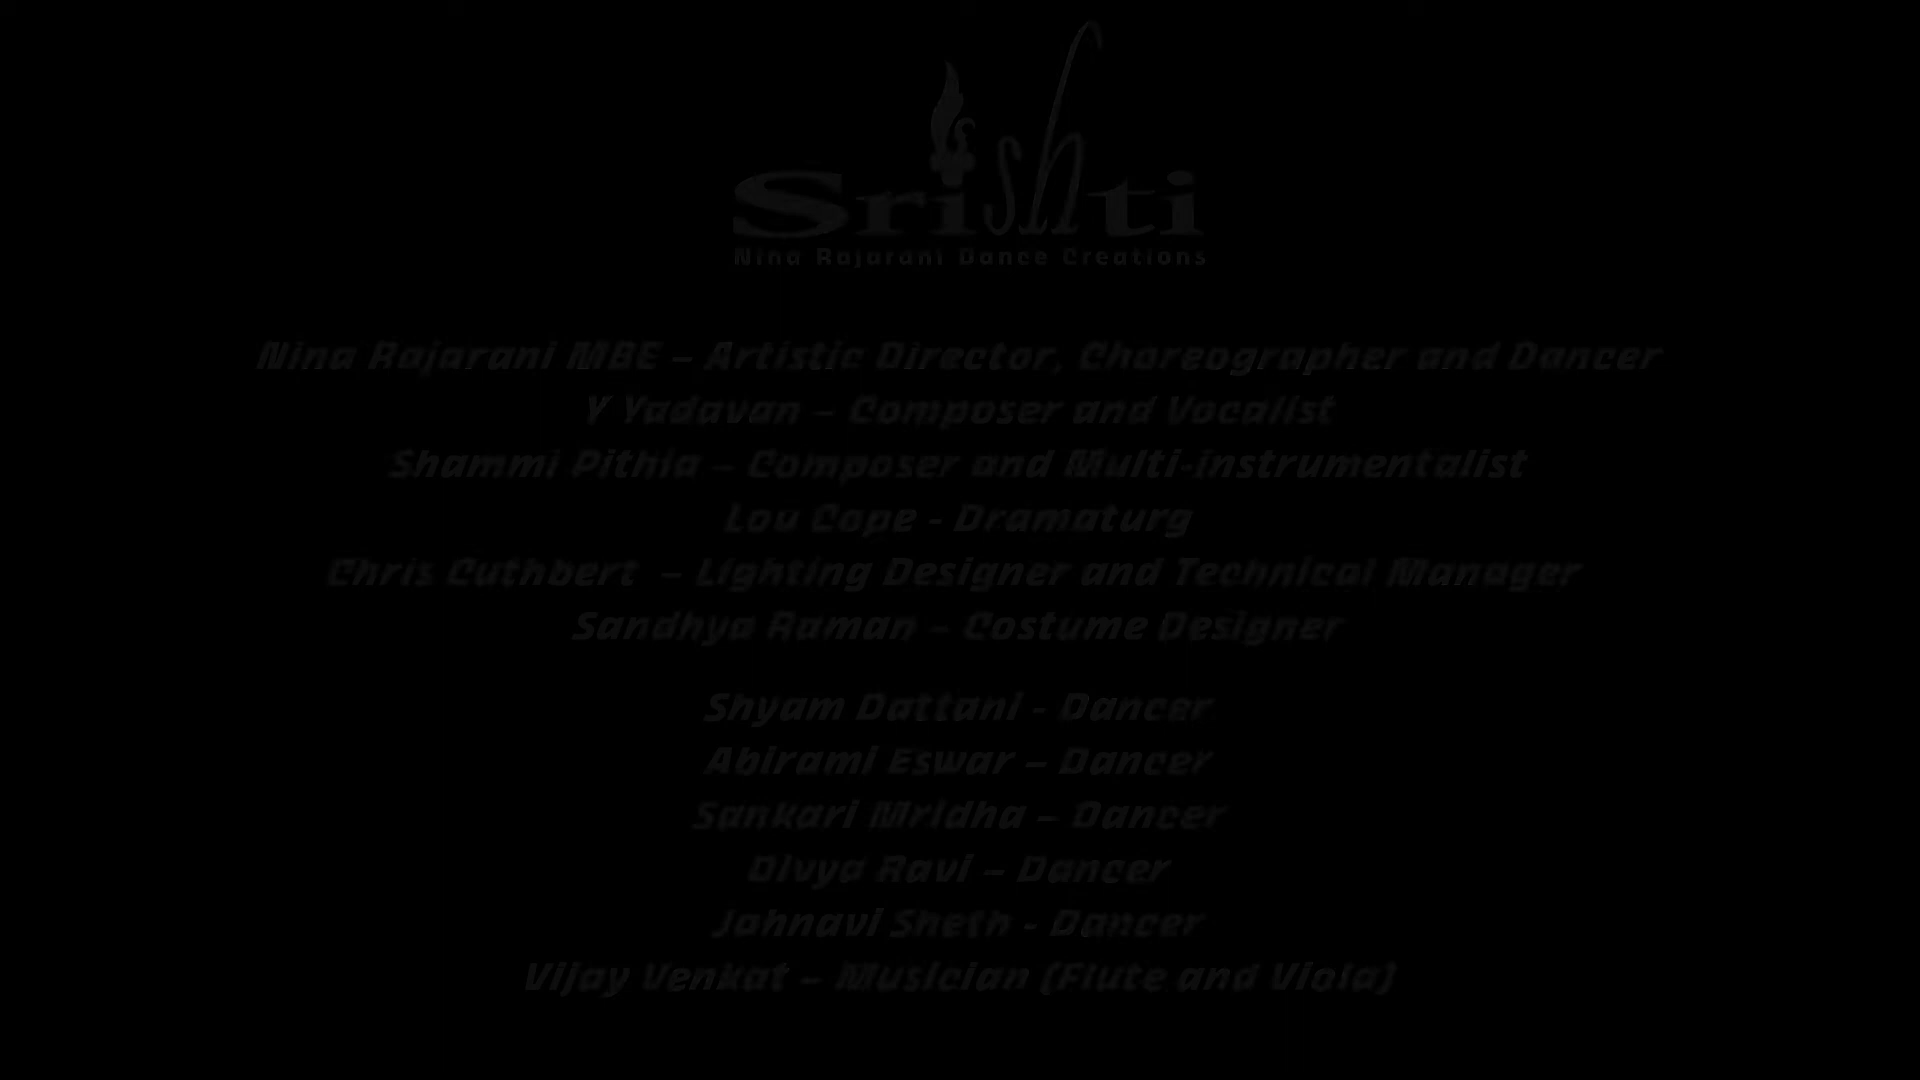 Srishti
Nina Rajarani Dance Creations
Nina Rajarani MBE – Artistic Director, Choreographer and Dancer
Y Yadavan – Composer and Vocalist
Shammi Pithia – Composer and Multi-instrumentalist
Lou Cope - Dramaturg
Chris Cuthbert – Lighting Designer and Technical Manager
Sandhya Raman – Costume Designer
Shyam Dattani - Dancer
Abirami Eswar – Dancer
Sankari Mridha – Dancer
Divya Ravi – Dancer
Jahnavi Sheth - Dancer
Vijay Venkat – Musician (Flute and Viola)